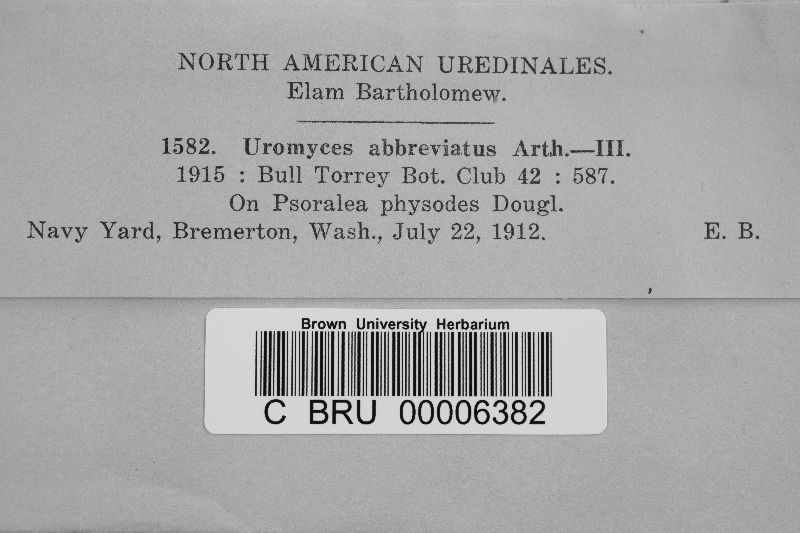 NORTH AMERICAN UREDINALES.
Elam Bartholomew.
1582. Uromyces abbreviatus Arth.—III.
1915 : Bull Torrey Bot. Club 42 : 587.
On Psoralea physodes Dougl.
Navy Yard, Bremerton, Wash., July 22, 1912. E. B.
Brown University Herbarium
C BRU 00006382